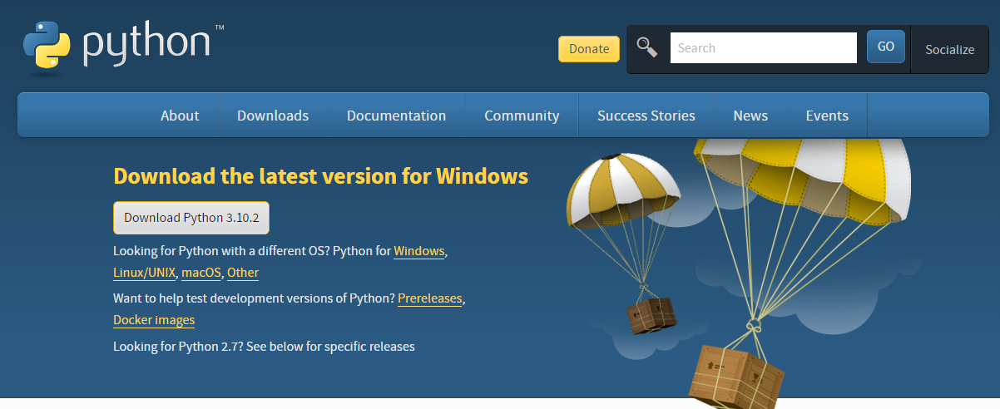 python™
Donate
Search
GO
Socialize
About
Downloads
Documentation
Community
Success Stories
News
Events
Download the latest version for Windows
Download Python 3.10.2
Looking for Python with a different OS? Python for Windows,
Linux/UNIX, macOS, Other
Want to help test development versions of Python? Prereleases,
Docker images
Looking for Python 2.7? See below for specific releases